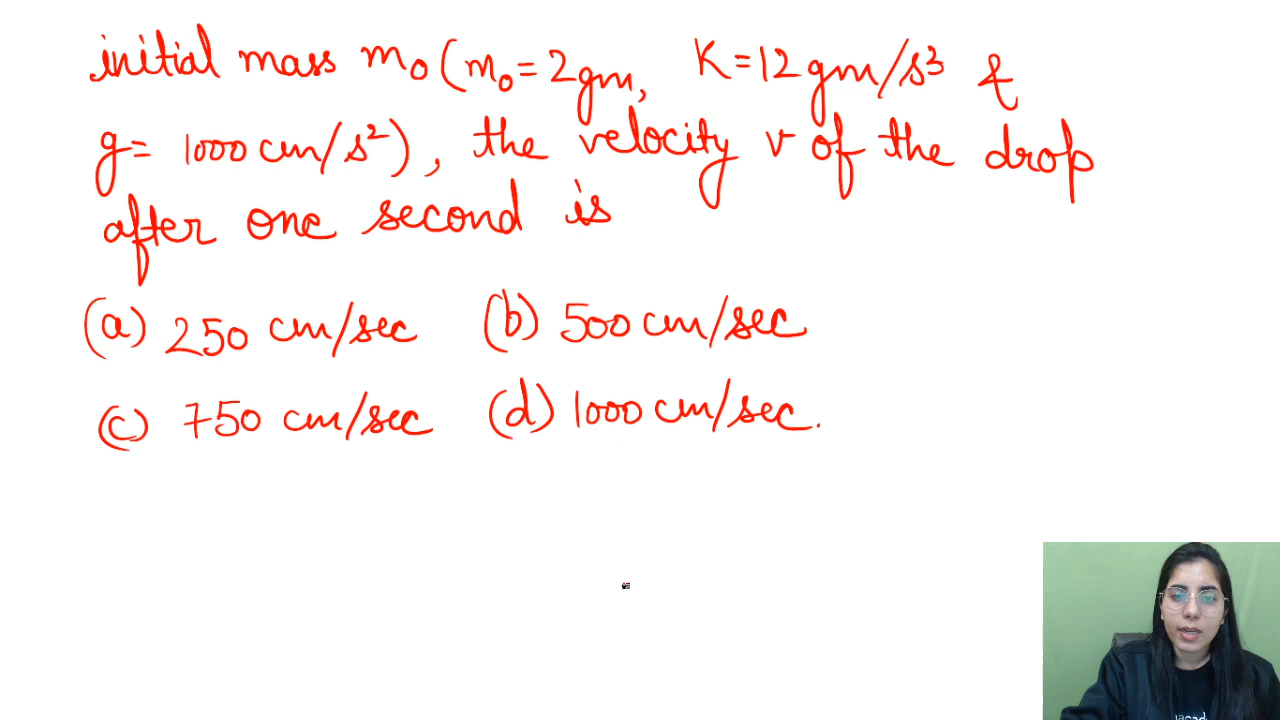 initial mass m₀ (m₀ = 2gm, K = 12 gm/s³ &
g = 1000 cm/s²), the velocity v of the drop
after one second is
(a) 250 cm/sec (b) 500 cm/sec
(c) 750 cm/sec (d) 1000 cm/sec.